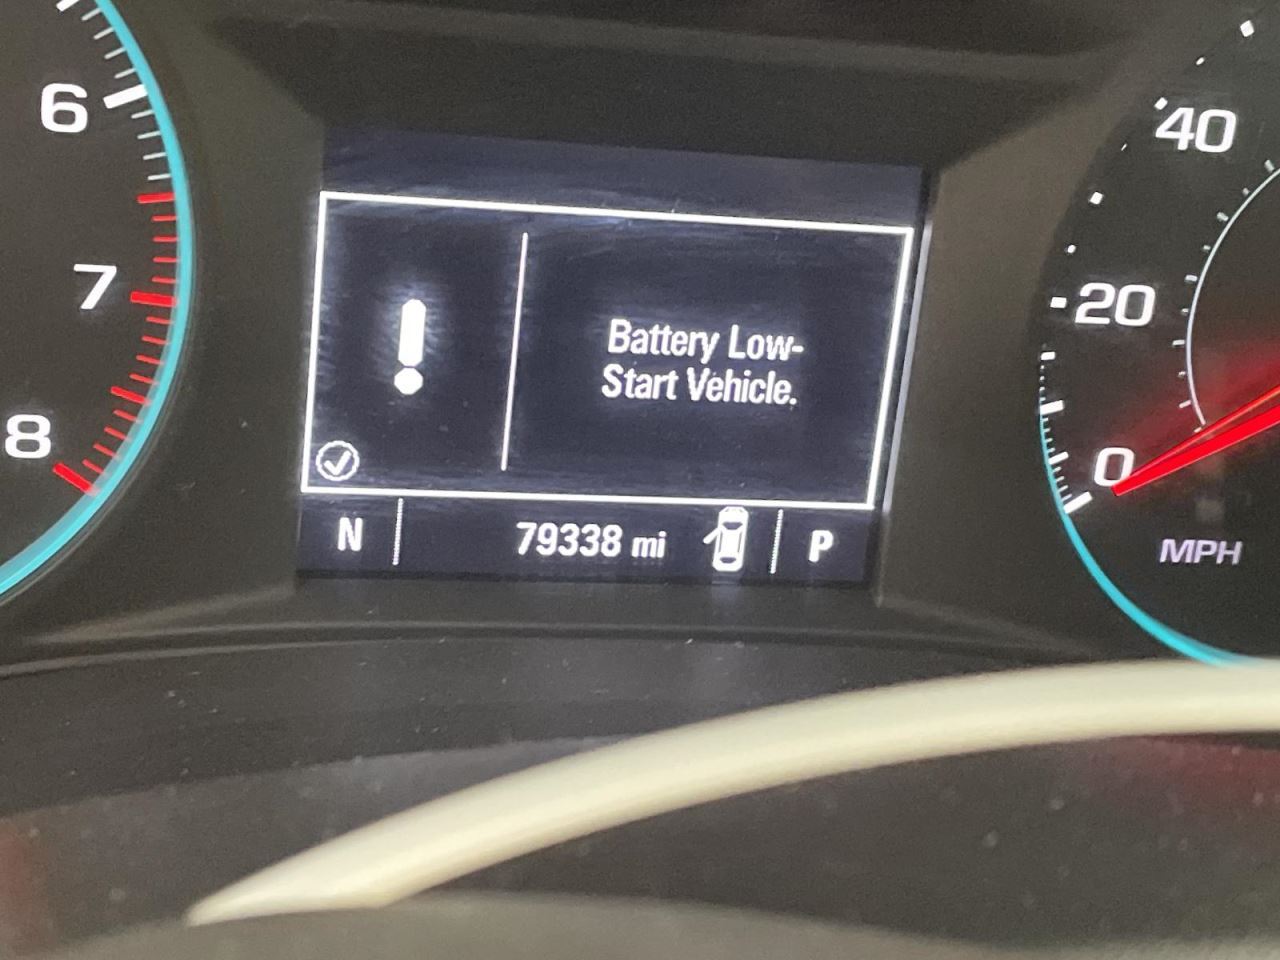 6
7
8
Battery Low-
Start Vehicle.
N 79338 mi P
40
20
0
MPH